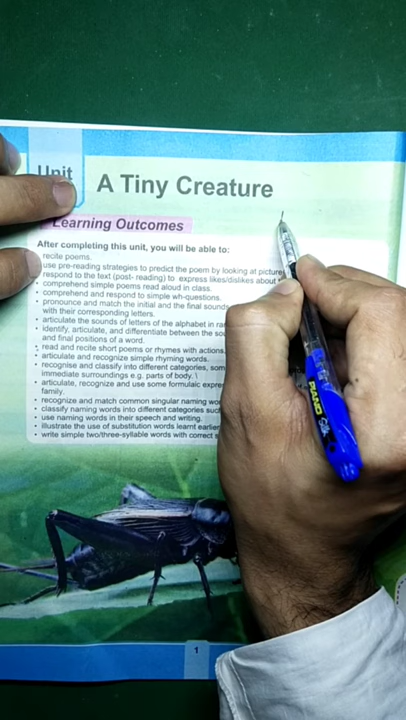 Unit
A Tiny Creature
Learning Outcomes
After completing this unit, you will be able to:
recite poems.
use pre-reading strategies to predict the poem by looking at picture
respond to the text (post- reading) to express likes/dislikes about
• comprehend simple poems read aloud in class.
• comprehend and respond to simple wh-questions.
• pronounce and match the initial and the final sounds
with their corresponding letters.
• articulate the sounds of letters of the alphabet in
• identify, articulate, and differentiate between the
and final positions of a word.
• read and recite short poems or rhymes with actions.
• articulate and recognize simple rhyming words.
• recognise and classify into different categories,
immediate surroundings e.g. parts of body.
• articulate, recognize and use some formulaic
family.
• recognize and match common singular naming
• classify naming words into different categories
• use naming words in their speech and writing.
• illustrate the use of substitution words learnt
• write simple two/three-syllable words with correct
1
PIANO